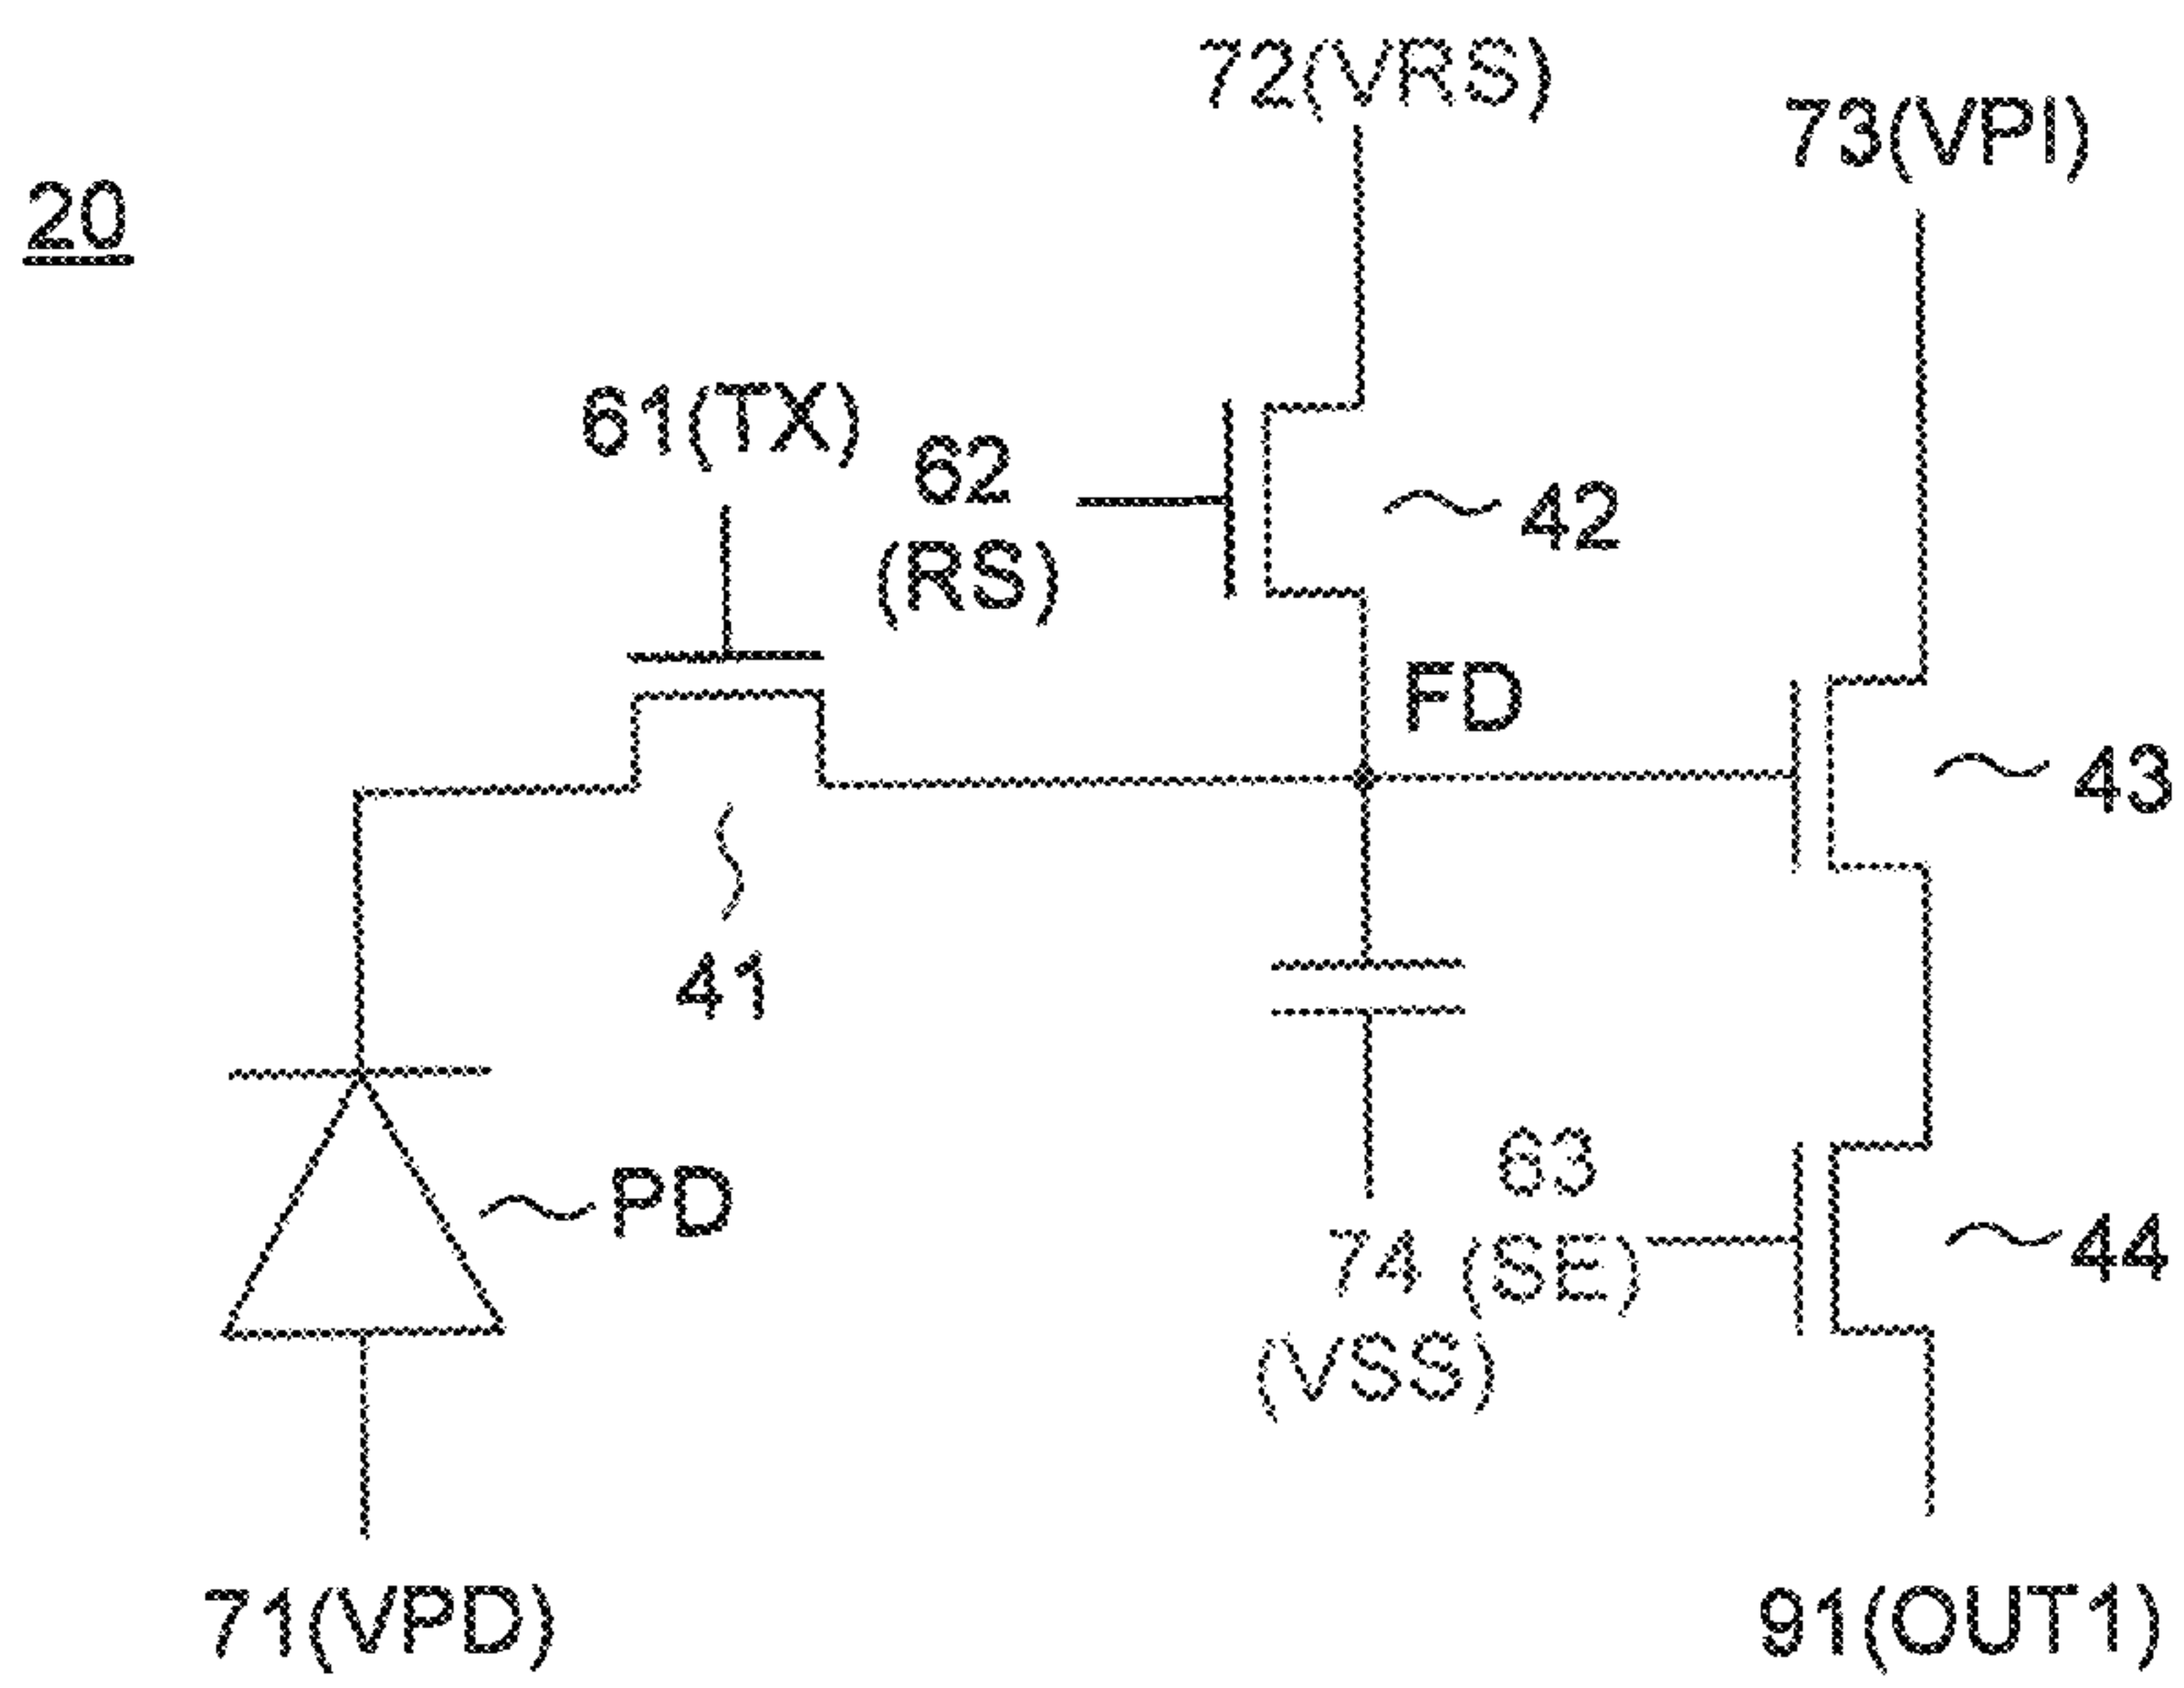 72(VRS)
73(VPI)
20
61(TX)
62
(RS)
42
FD
43
41
63
PD
74 (SE)
44
(VSS)
71(VPD)
91(OUT1)